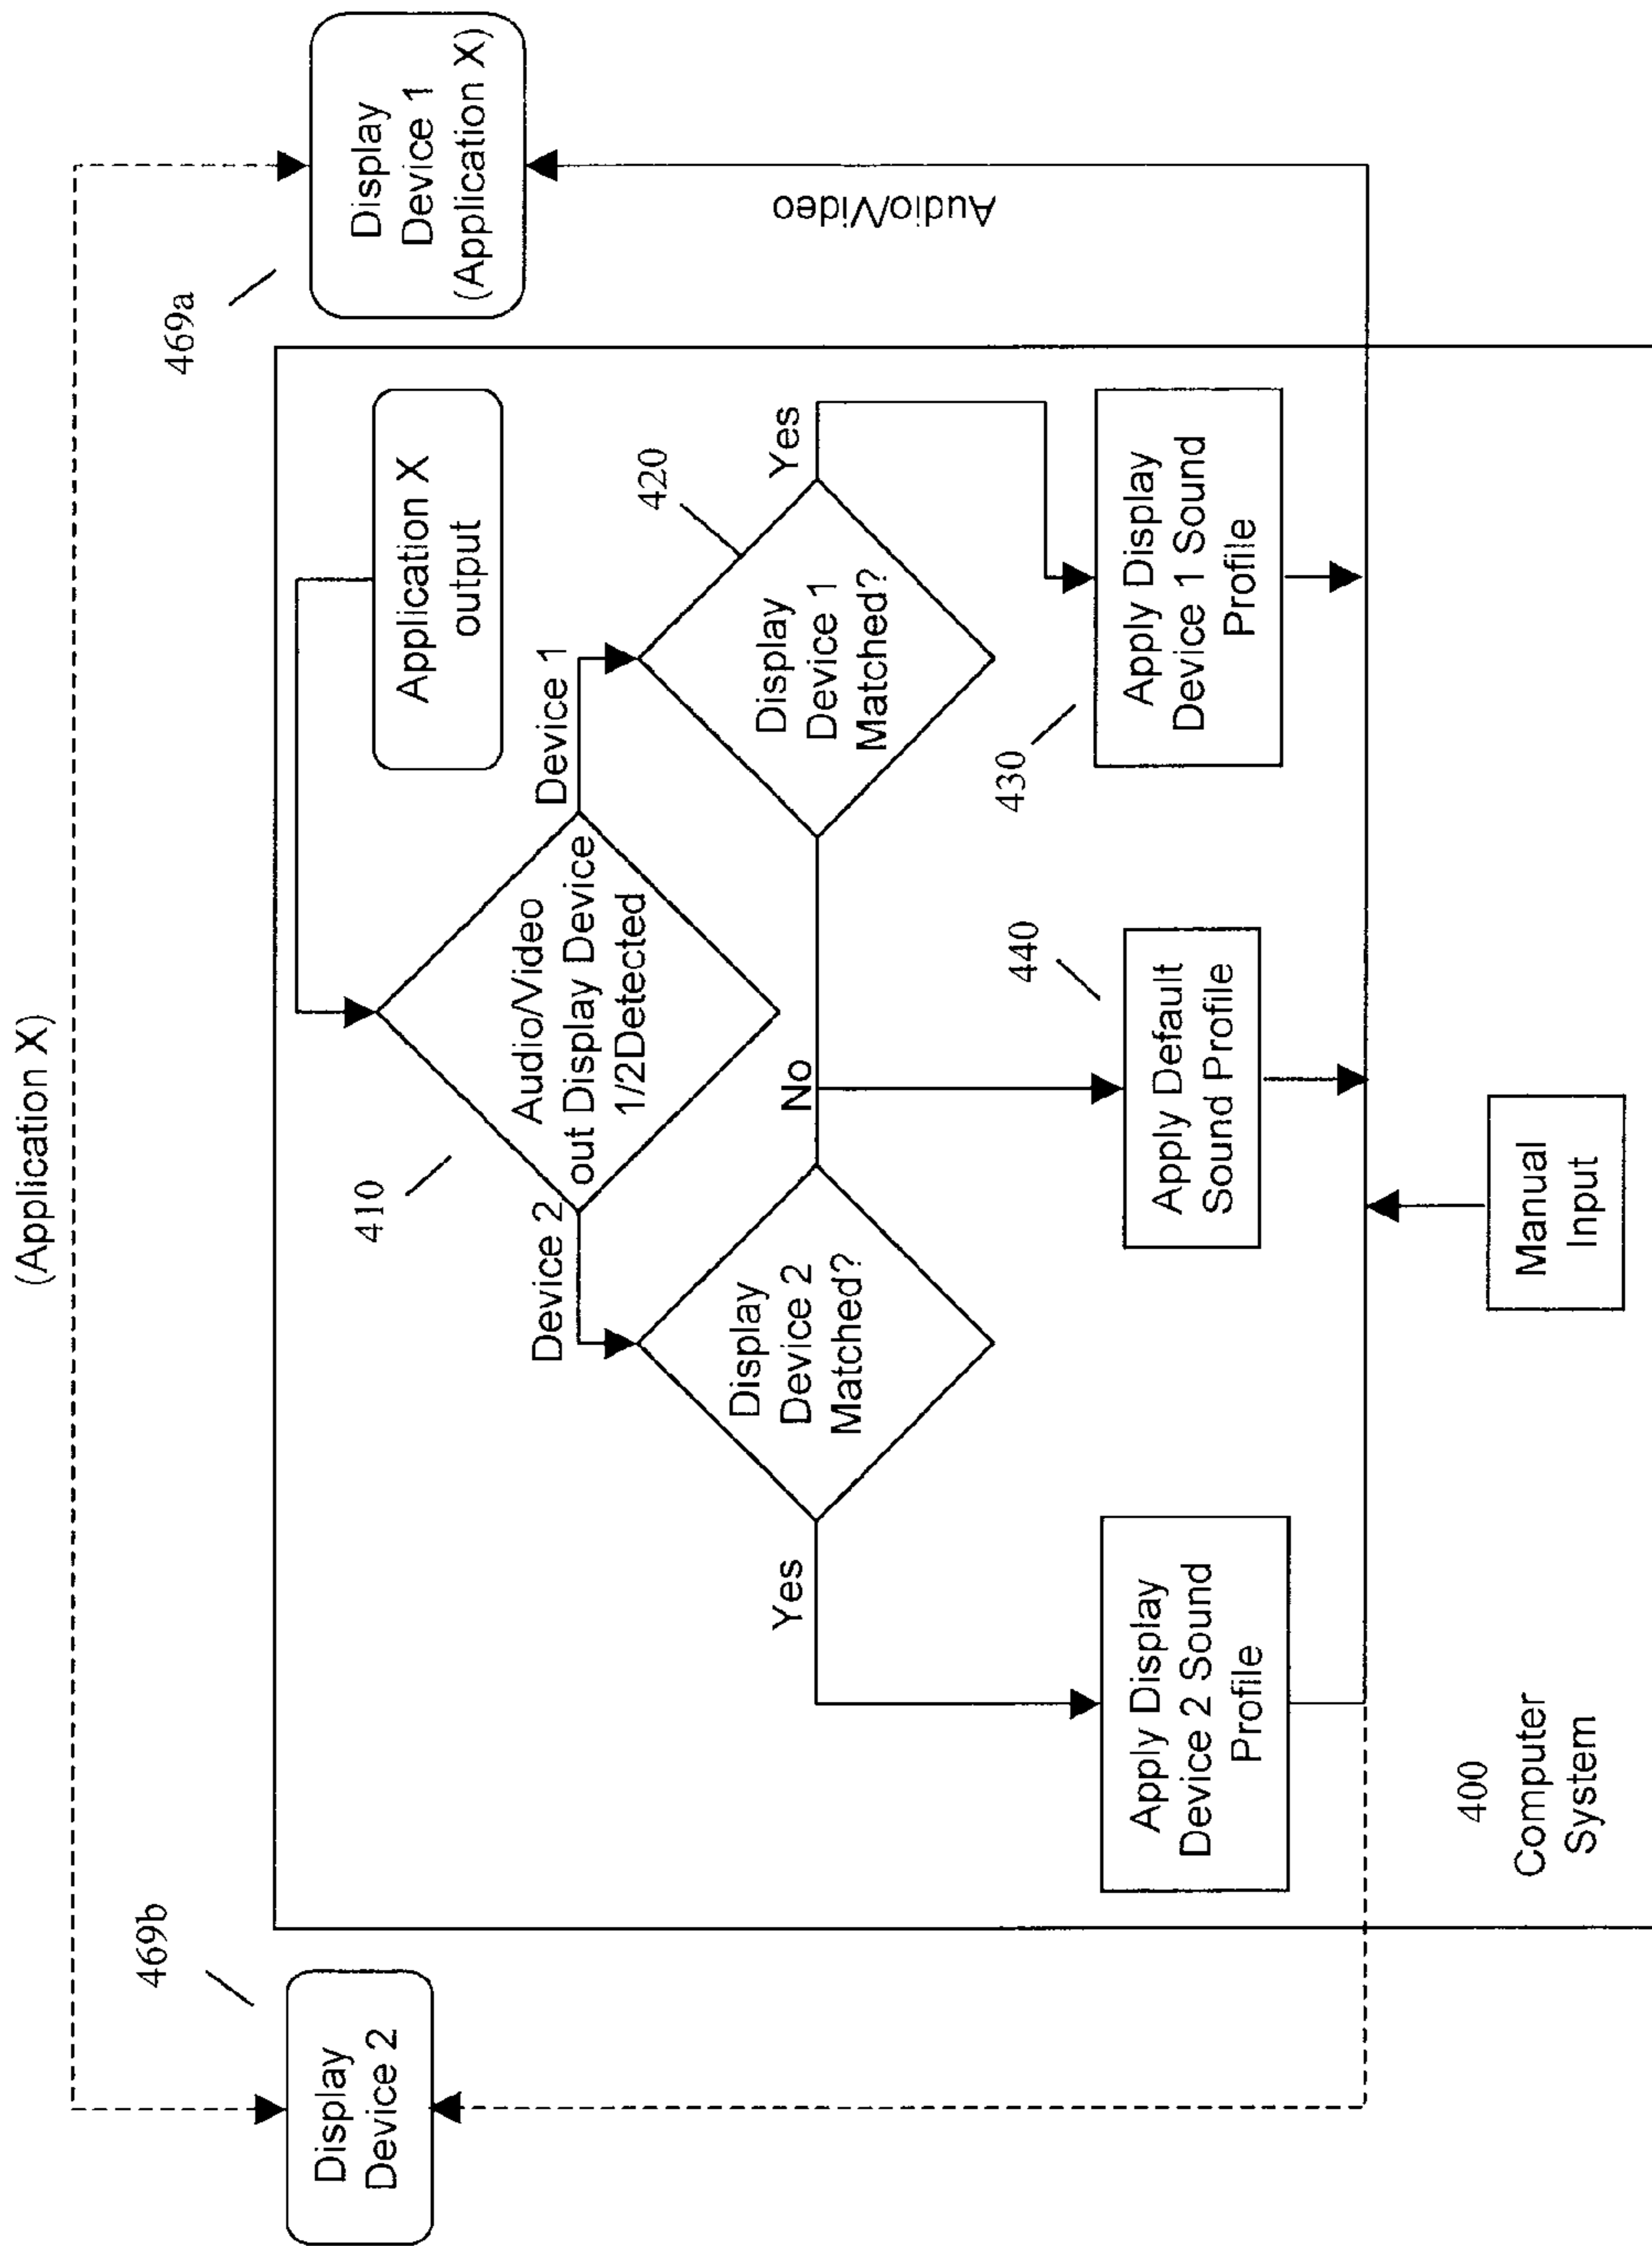 (Application X)
469b
469a
Display
Device 2
Display
Device 1
(Application X)
Application X
output
410
Audio/Video
out Display Device
1/2Detected
Device 2
Device 1
420
Display
Device 2
Matched?
Display
Device 1
Matched?
Yes
No
Yes
Audio/Video
440
430
Apply Display
Device 2 Sound
Profile
Apply Default
Sound Profile
Apply Display
Device 1 Sound
Profile
400
Computer
System
Manual
Input